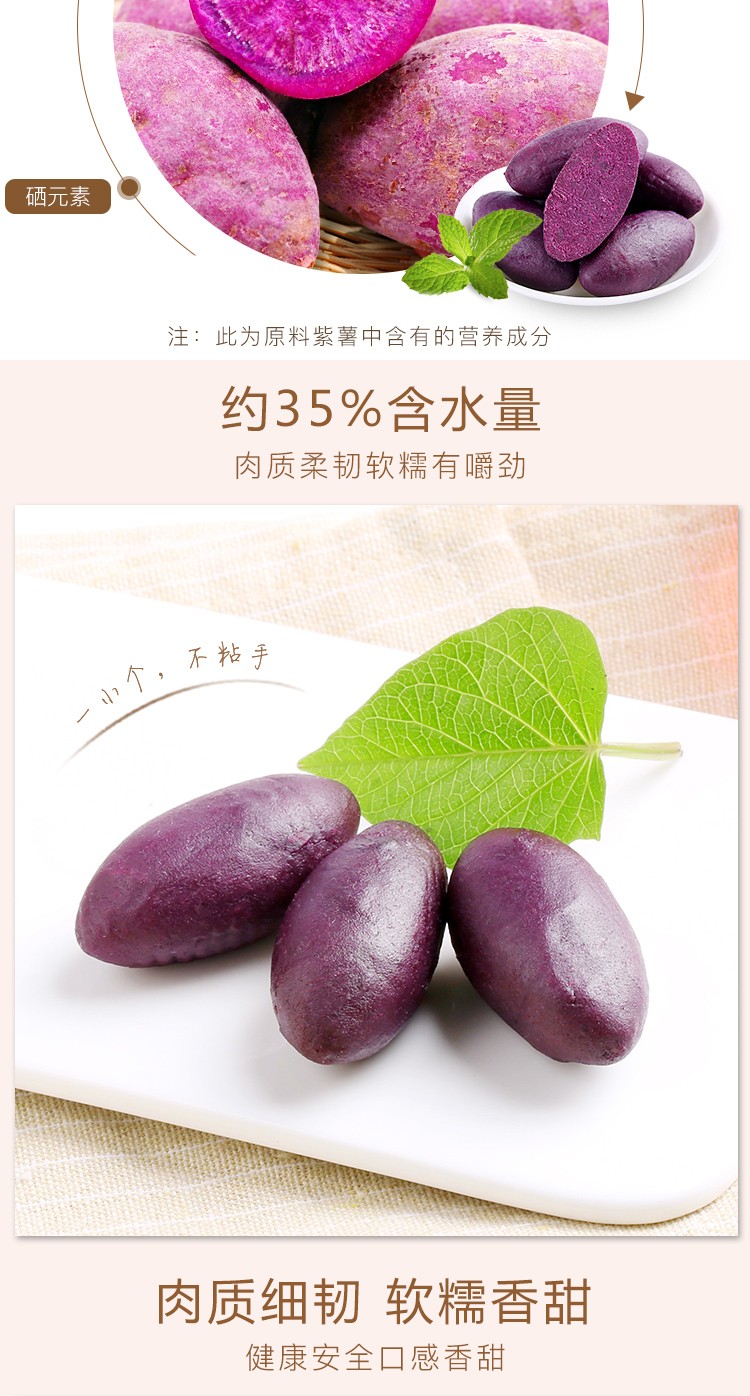 硒元素
注：此为原料紫薯中含有的营养成分
约35%含水量
肉质柔韧软糯有嚼劲
一小个，不粘手
肉质细韧 软糯香甜
健康安全口感香甜